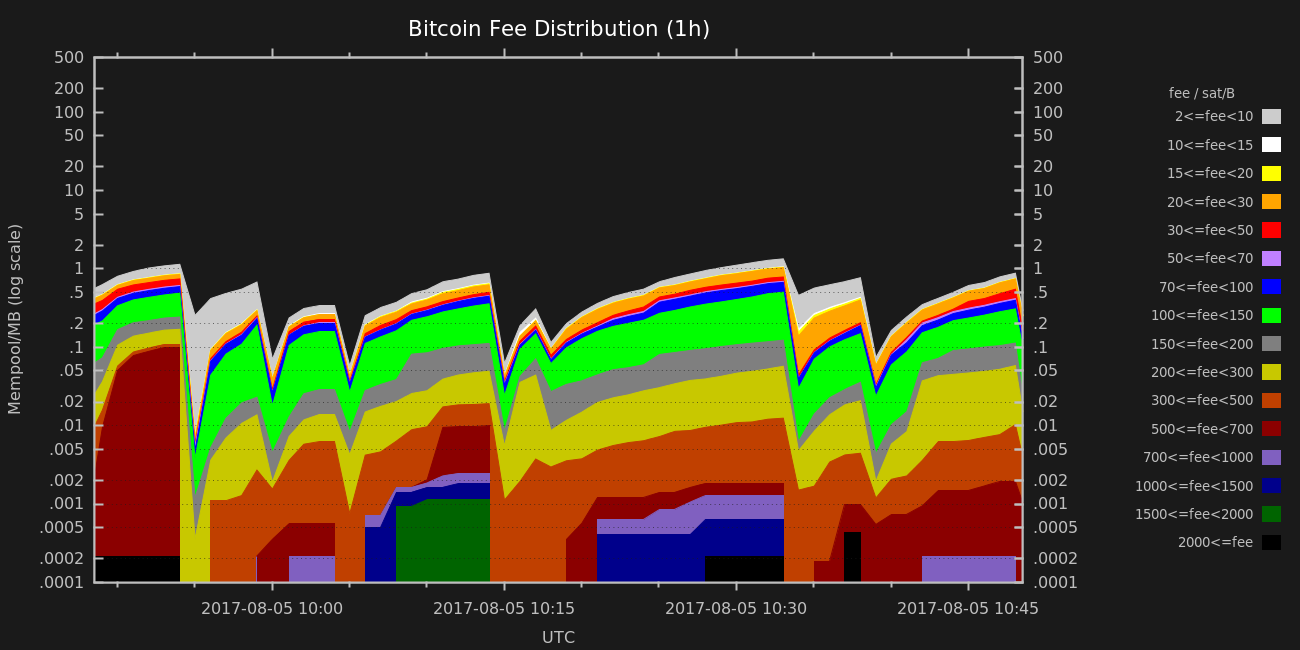 Bitcoin Fee Distribution (1h)
Mempool/MB (log scale)
500
200
100
50
20
10
5
2
1
.5
.2
.1
.05
.02
.01
.005
.002
.001
.0005
.0002
.0001
500
200
100
50
20
10
5
2
1
.5
.2
.1
.05
.02
.01
.005
.002
.001
.0005
.0002
.0001
2017-08-05 10:00
2017-08-05 10:15
2017-08-05 10:30
2017-08-05 10:45
UTC
fee / sat/B
2<=fee<10
10<=fee<15
15<=fee<20
20<=fee<30
30<=fee<50
50<=fee<70
70<=fee<100
100<=fee<150
150<=fee<200
200<=fee<300
300<=fee<500
500<=fee<700
700<=fee<1000
1000<=fee<1500
1500<=fee<2000
2000<=fee